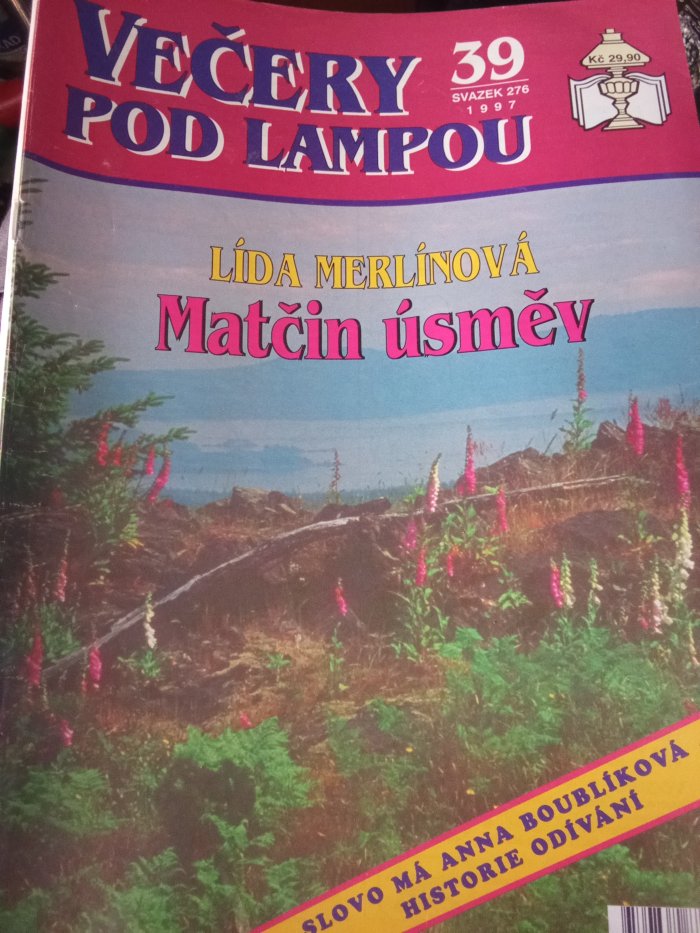 VEČERY
POD LAMPOU
39
SVAZEK 276
1997
Kč 29,90
LÍDA MERLÍNOVÁ
Matčin úsměv
SLOVO MÁ ANNA BOUBLÍKOVÁ
HISTORIE ODÍVÁNÍ